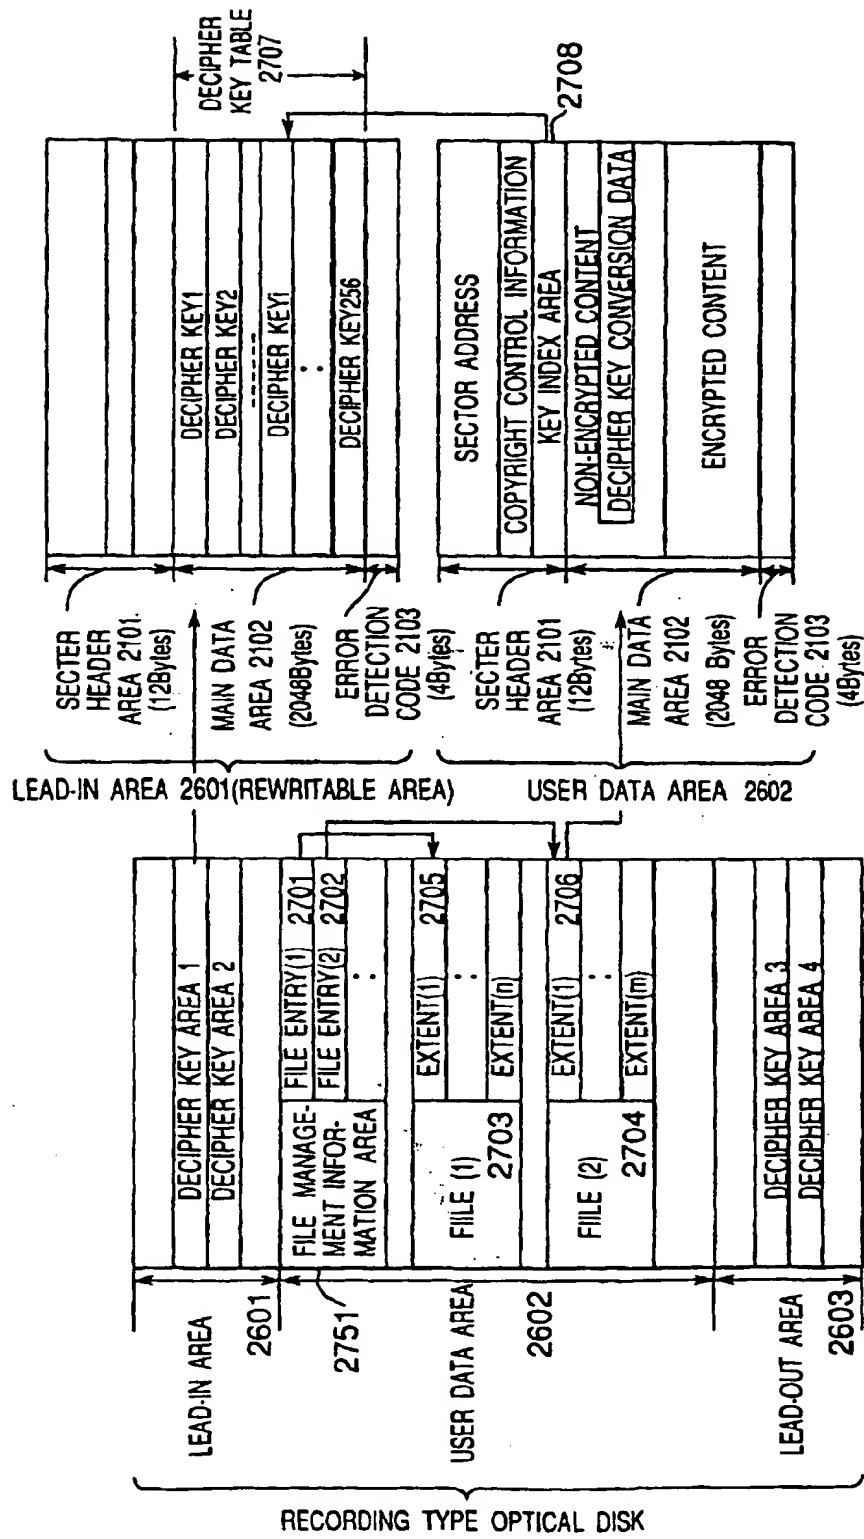 RECORDING TYPE OPTICAL DISK
LEAD-IN AREA
2601
USER DATA AREA
2602
LEAD-OUT AREA
2603
2751
DECIPHER KEY AREA 1
DECIPHER KEY AREA 2
FILE MANAGE-
MENT INFOR-
MATION AREA
FILE ENTRY(1) 2701
FILE ENTRY(2) 2702
FIILE (1)
2703
EXTENT(1) 2705
EXTENT(n)
FIILE (2)
2704
EXTENT(1) 2706
EXTENT(m)
DECIPHER KEY AREA 3
DECIPHER KEY AREA 4
LEAD-IN AREA 2601(REWRITABLE AREA)
SECTER
HEADER
AREA 2101.
(12Bytes)
MAIN DATA
AREA 2102
(2048Bytes)
ERROR
DETECTION
CODE 2103
(4Bytes)
DECIPHER KEY1
DECIPHER KEY2
DECIPHER KEYi
DECIPHER KEY256
DECIPHER
KEY TABLE
2707
USER DATA AREA 2602
SECTER
HEADER
AREA 2101
(12Bytes)
MAIN DATA
AREA 2102
(2048 Bytes)
ERROR
DETECTION
CODE 2103
(4Bytes)
SECTOR ADDRESS
COPYRIGHT CONTROL INFORMATION
KEY INDEX AREA
NON-ENCRYPTED CONTENT
DECIPHER KEY CONVERSION DATA
ENCRYPTED CONTENT
2708